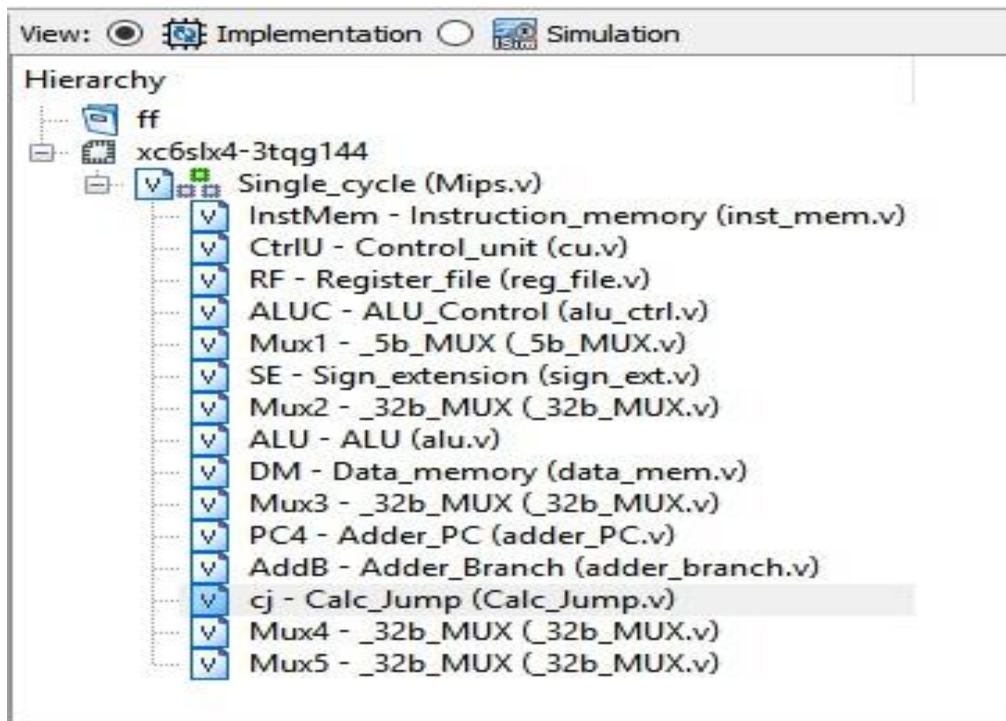 View: Implementation Simulation
Hierarchy
ff
xc6slx4-3tqg144
Single_cycle (Mips.v)
InstMem - Instruction_memory (inst_mem.v)
CtrlU - Control_unit (cu.v)
RF - Register_file (reg_file.v)
ALUC - ALU_Control (alu_ctrl.v)
Mux1 - _5b_MUX (_5b_MUX.v)
SE - Sign_extension (sign_ext.v)
Mux2 - _32b_MUX (_32b_MUX.v)
ALU - ALU (alu.v)
DM - Data_memory (data_mem.v)
Mux3 - _32b_MUX (_32b_MUX.v)
PC4 - Adder_PC (adder_PC.v)
AddB - Adder_Branch (adder_branch.v)
cj - Calc_Jump (Calc_Jump.v)
Mux4 - _32b_MUX (_32b_MUX.v)
Mux5 - _32b_MUX (_32b_MUX.v)